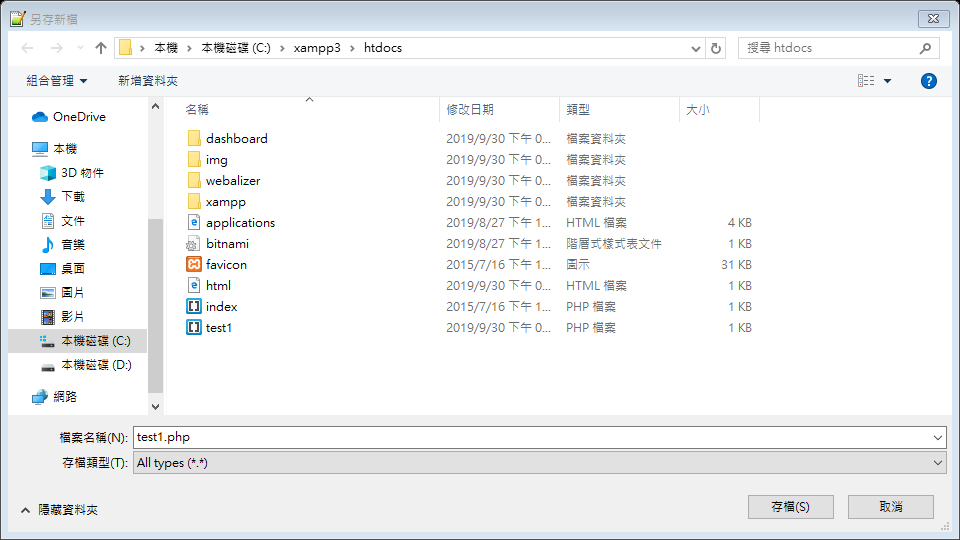 另存新檔
本機 > 本機磁碟 (C:) > xampp3 > htdocs
搜尋 htdocs
組合管理 新增資料夾
名稱 修改日期 類型 大小
OneDrive
本機
3D 物件
下載
文件
音樂
桌面
圖片
影片
本機磁碟 (C:)
本機磁碟 (D:)
網路
dashboard 2019/9/30 下午 0... 檔案資料夾
img 2019/9/30 下午 0... 檔案資料夾
webalizer 2019/9/30 下午 0... 檔案資料夾
xampp 2019/9/30 下午 0... 檔案資料夾
applications 2019/8/27 下午 1... HTML 檔案 4 KB
bitnami 2019/8/27 下午 1... 階層式樣式表文件 1 KB
favicon 2015/7/16 下午 1... 圖示 31 KB
html 2019/9/30 下午 0... HTML 檔案 1 KB
index 2015/7/16 下午 1... PHP 檔案 1 KB
test1 2019/9/30 下午 0... PHP 檔案 1 KB
檔案名稱(N): test1.php
存檔類型(T): All types (*.*)
隱藏資料夾 存檔(S) 取消